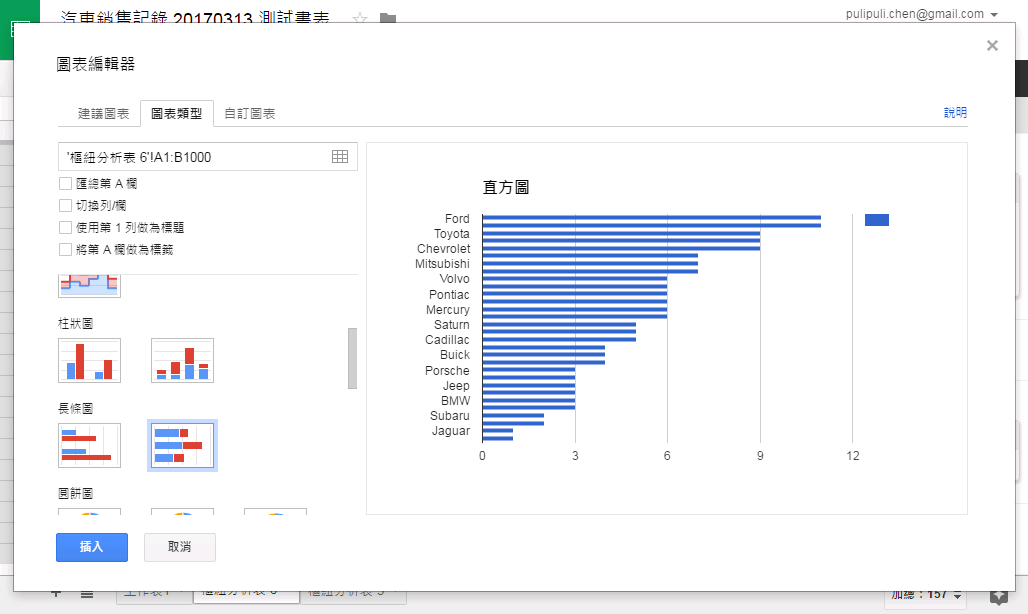 汽車銷售記錄 20170313 測試書表
pulipuli.chen@gmail.com
圖表編輯器
建議圖表
圖表類型
自訂圖表
說明
'樞紐分析表 6'!A1:B1000
匯總第 A 欄
切換列/欄
使用第 1 列做為標題
將第 A 欄做為標籤
柱狀圖
長條圖
圓餅圖
直方圖
Ford
Toyota
Chevrolet
Mitsubishi
Volvo
Pontiac
Mercury
Saturn
Cadillac
Buick
Porsche
Jeep
BMW
Subaru
Jaguar
0 3 6 9 12
插入
取消
加總：157